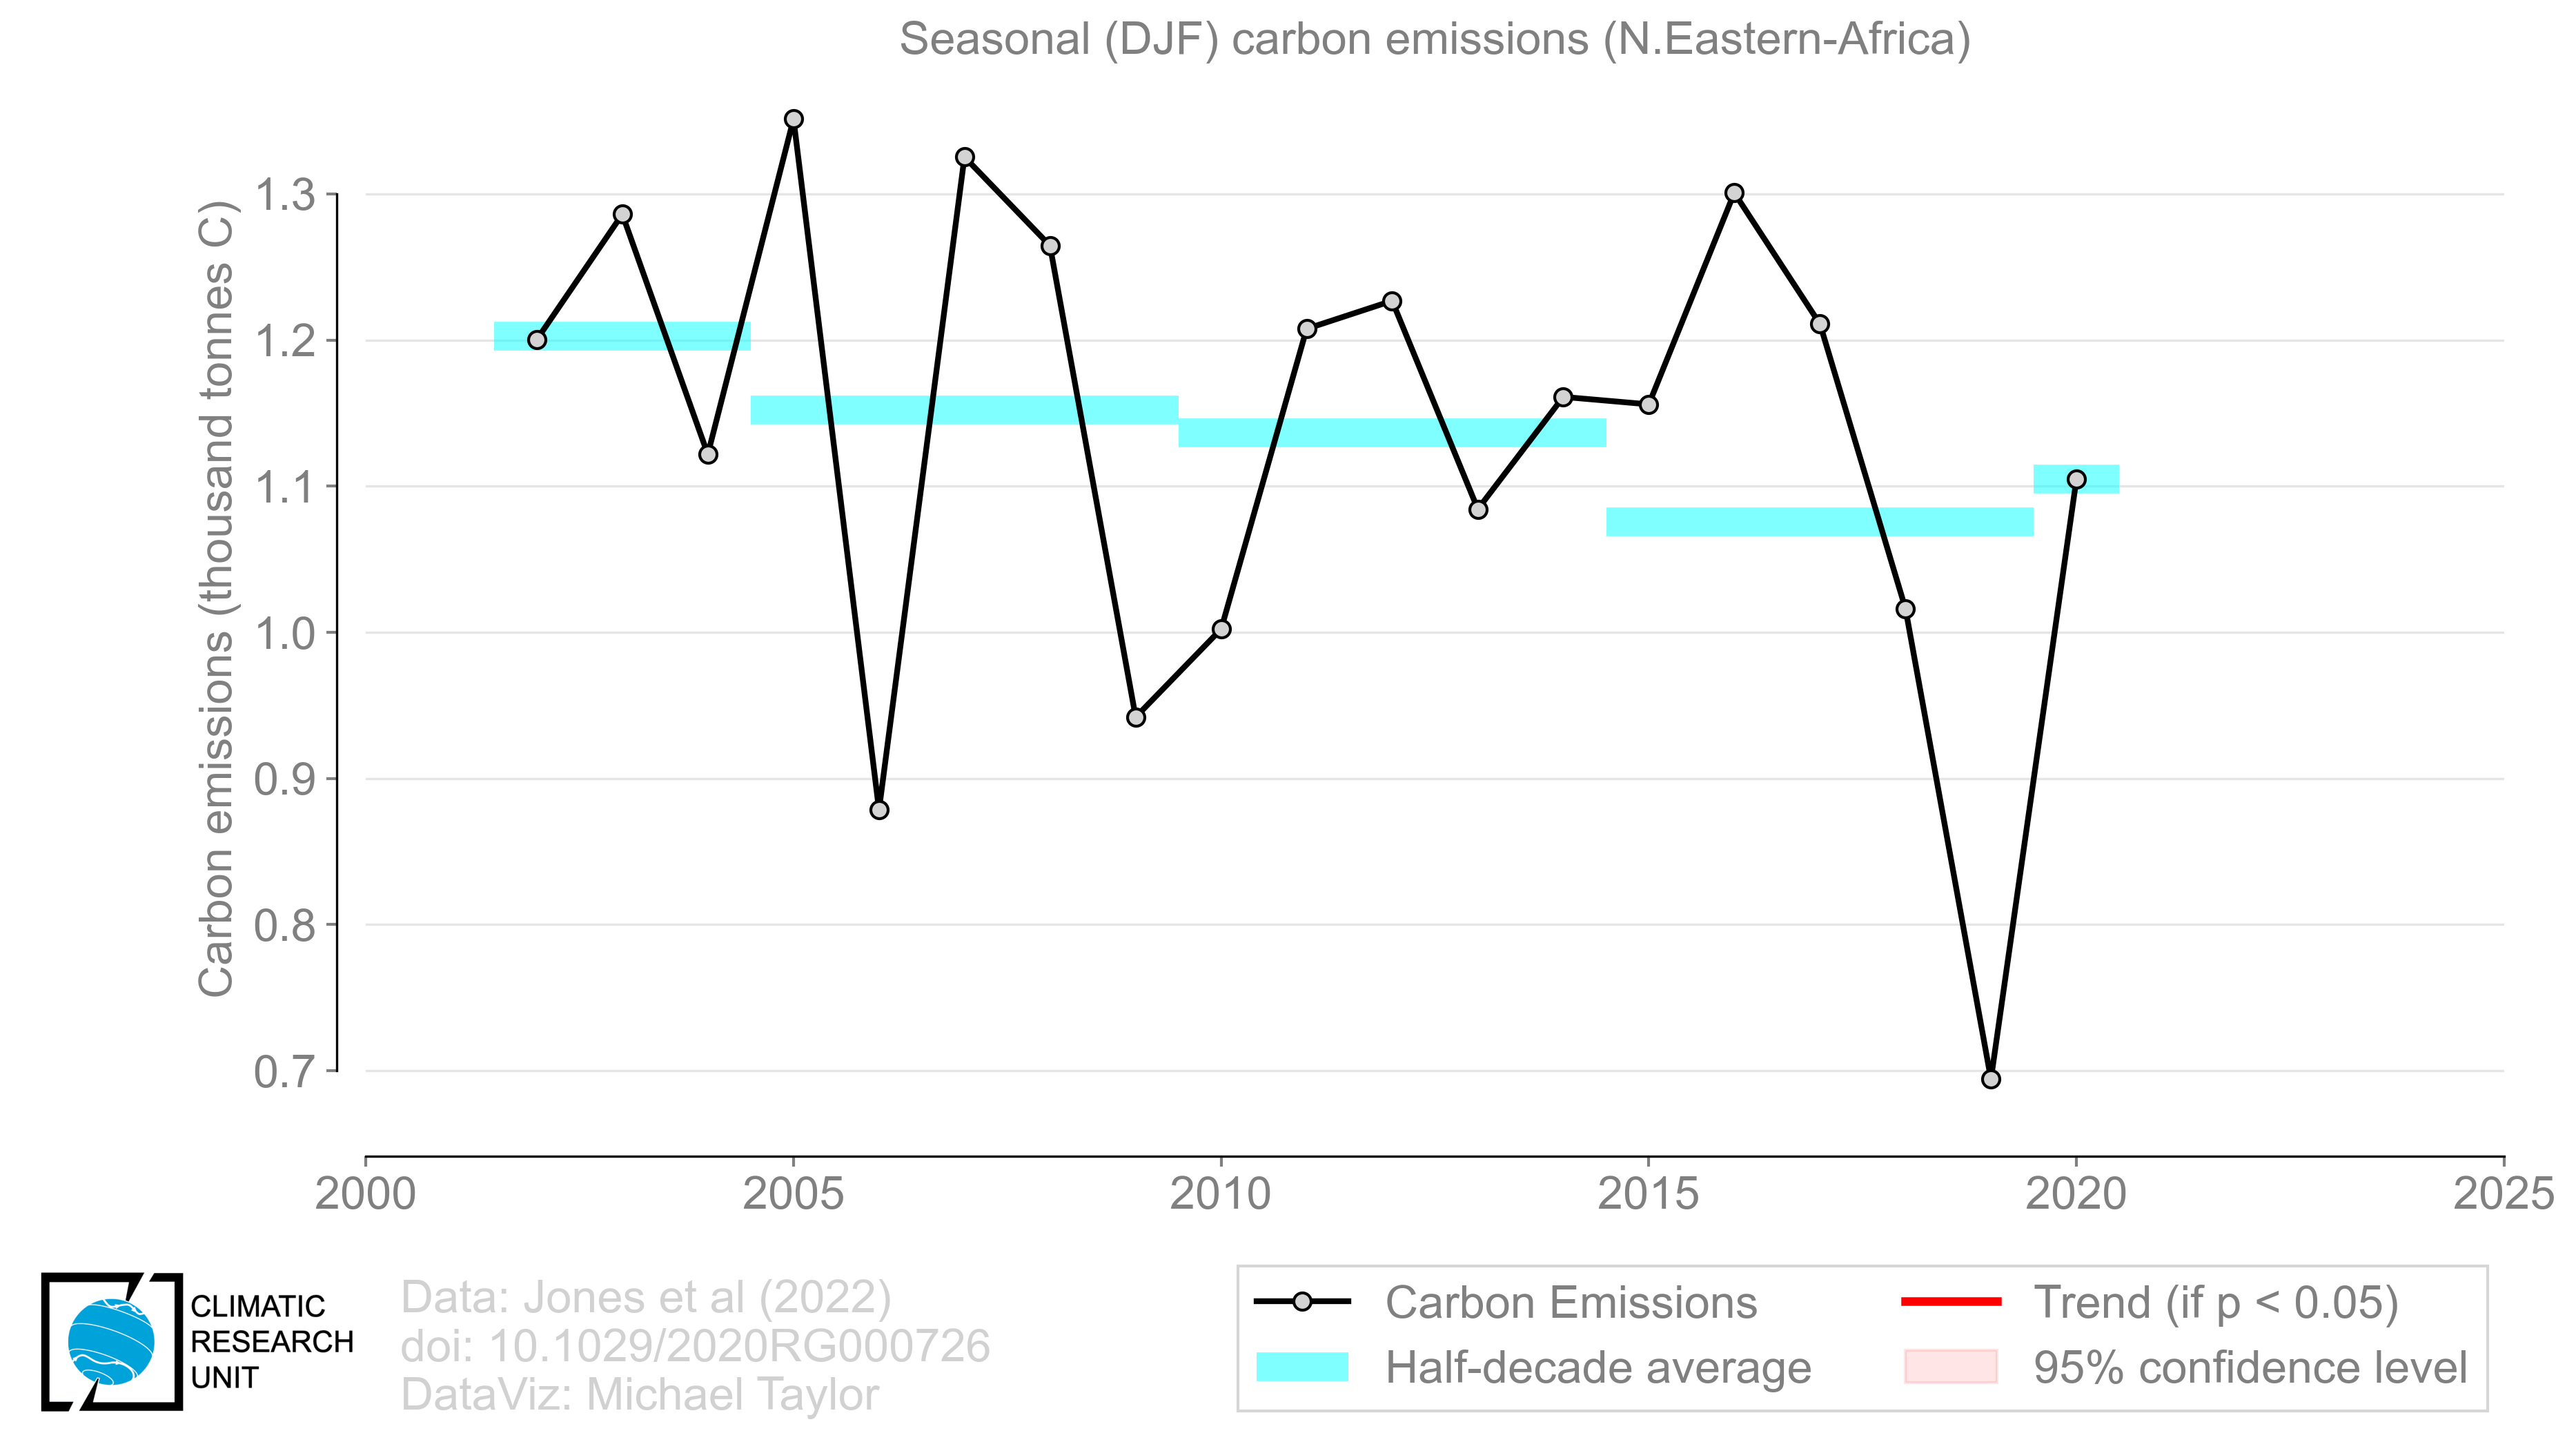 Seasonal (DJF) carbon emissions (N.Eastern-Africa)
Carbon emissions (thousand tonnes C)
1.3
1.2
1.1
1.0
0.9
0.8
0.7
2000
2005
2010
2015
2020
2025
CLIMATIC
RESEARCH
UNIT
Data: Jones et al (2022)
doi: 10.1029/2020RG000726
DataViz: Michael Taylor
Carbon Emissions
Half-decade average
Trend (if p < 0.05)
95% confidence level